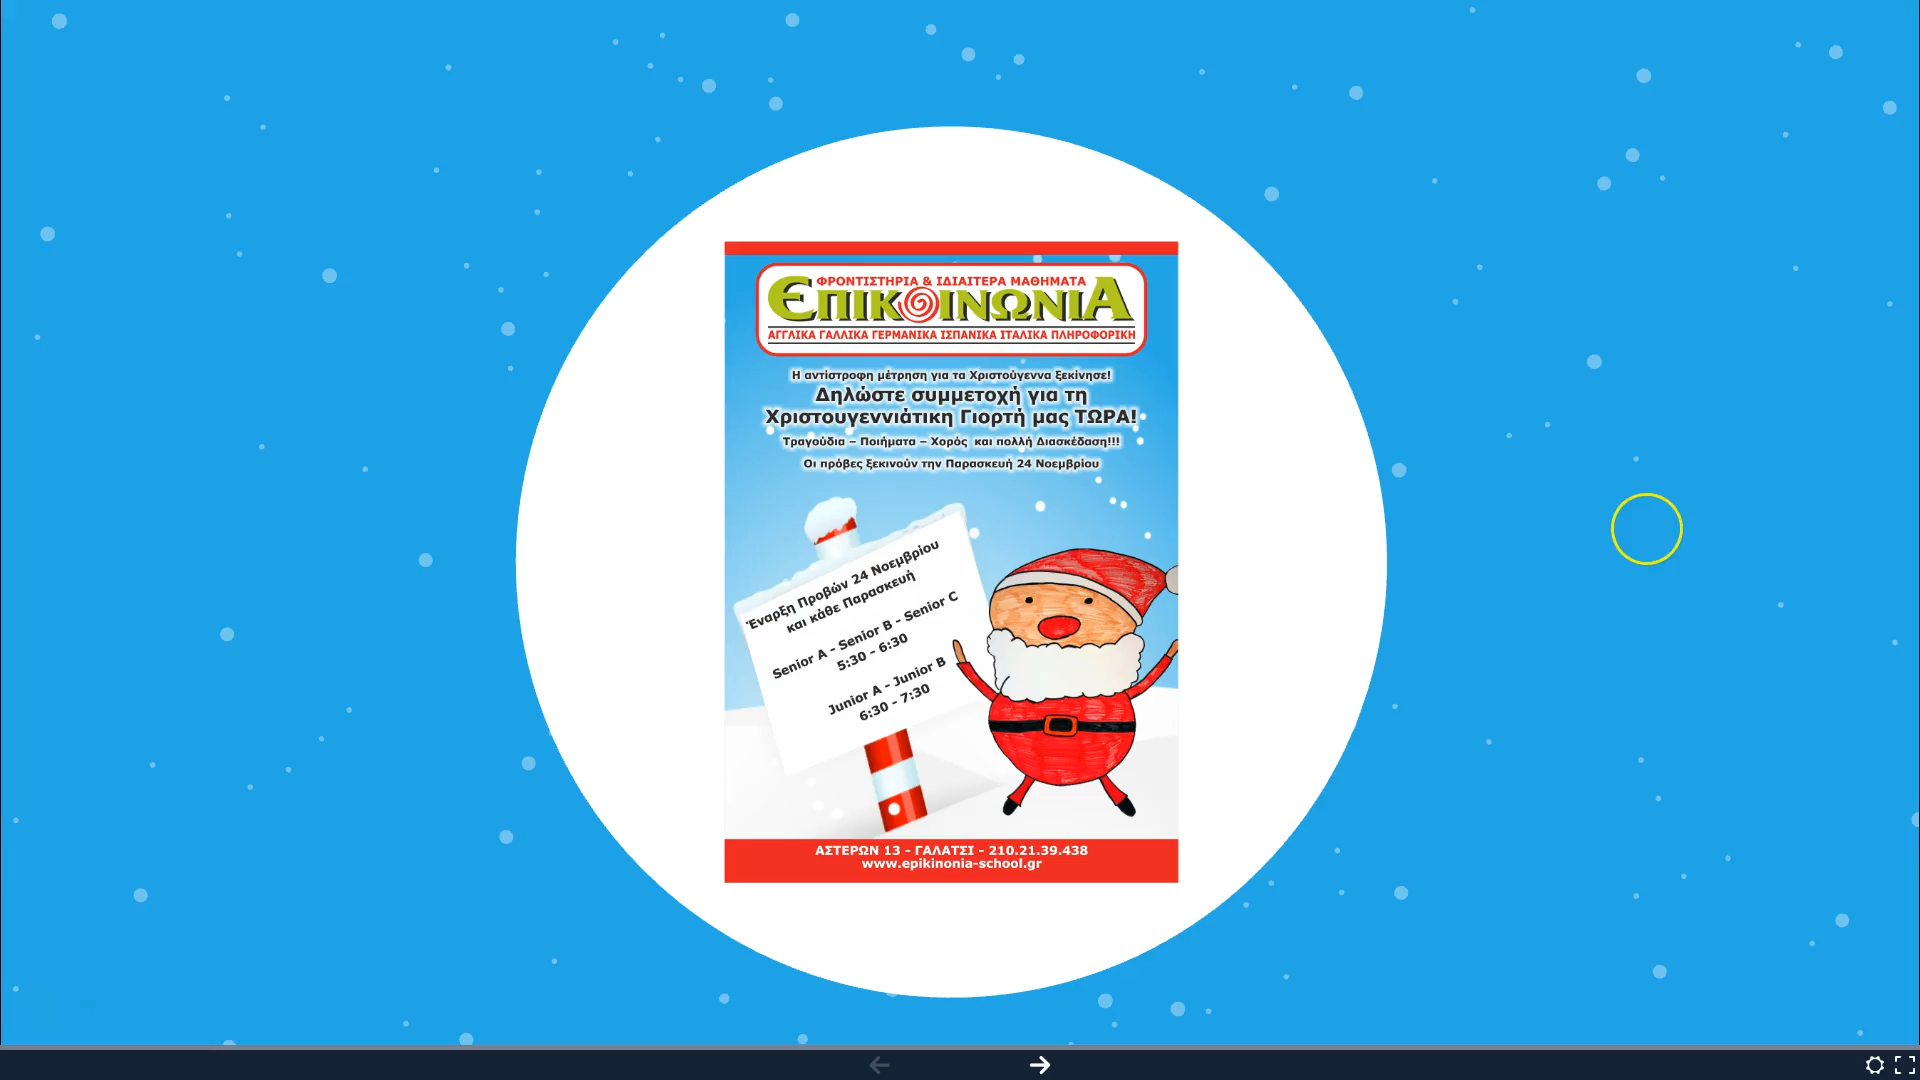 ΦΡΟΝΤΙΣΤΗΡΙΑ & ΙΔΙΑΙΤΕΡΑ ΜΑΘΗΜΑΤΑ
ΕΠΙΚΟΙΝΩΝΙΑ
ΑΓΓΛΙΚΑ ΓΑΛΛΙΚΑ ΓΕΡΜΑΝΙΚΑ ΙΣΠΑΝΙΚΑ ΙΤΑΛΙΚΑ ΠΛΗΡΟΦΟΡΙΚΗ
Η αντίστροφη μέτρηση για τα Χριστούγεννα ξεκίνησε!
Δηλώστε συμμετοχή για τη
Χριστουγεννιάτικη Γιορτή μας ΤΩΡΑ!
Τραγούδια – Ποιήματα – Χορός και πολλή Διασκέδαση!!!
Οι πρόβες ξεκινούν την Παρασκευή 24 Νοεμβρίου
Έναρξη Προβών 24 Νοεμβρίου
και κάθε Παρασκευή
Senior A - Senior B - Senior C
5:30 - 6:30
Junior A - Junior B
6:30 - 7:30
ΑΣΤΕΡΩΝ 13 - ΓΑΛΑΤΣΙ - 210.21.39.438
www.epikinonia-school.gr